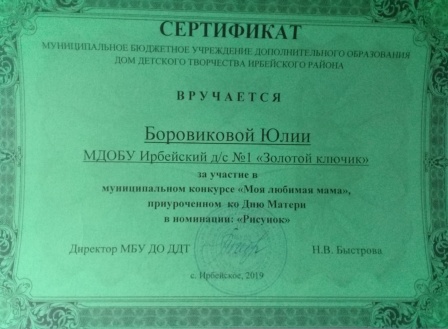 СЕРТИФИКАТ
МУНИЦИПАЛЬНОЕ БЮДЖЕТНОЕ УЧРЕЖДЕНИЕ ДОПОЛНИТЕЛЬНОГО ОБРАЗОВАНИЯ
ДОМ ДЕТСКОГО ТВОРЧЕСТВА ИРБЕЙСКОГО РАЙОНА
ВРУЧАЕТСЯ
Боровиковой Юлии
МДОБУ Ирбейский д/с №1 «Золотой ключик»
за участие в
муниципальном конкурсе «Моя любимая мама»,
приуроченном ко Дню Матери
в номинации: «Рисунок»
Директор МБУ ДО ДДТ Н.В. Быстрова
с. Ирбейское, 2019